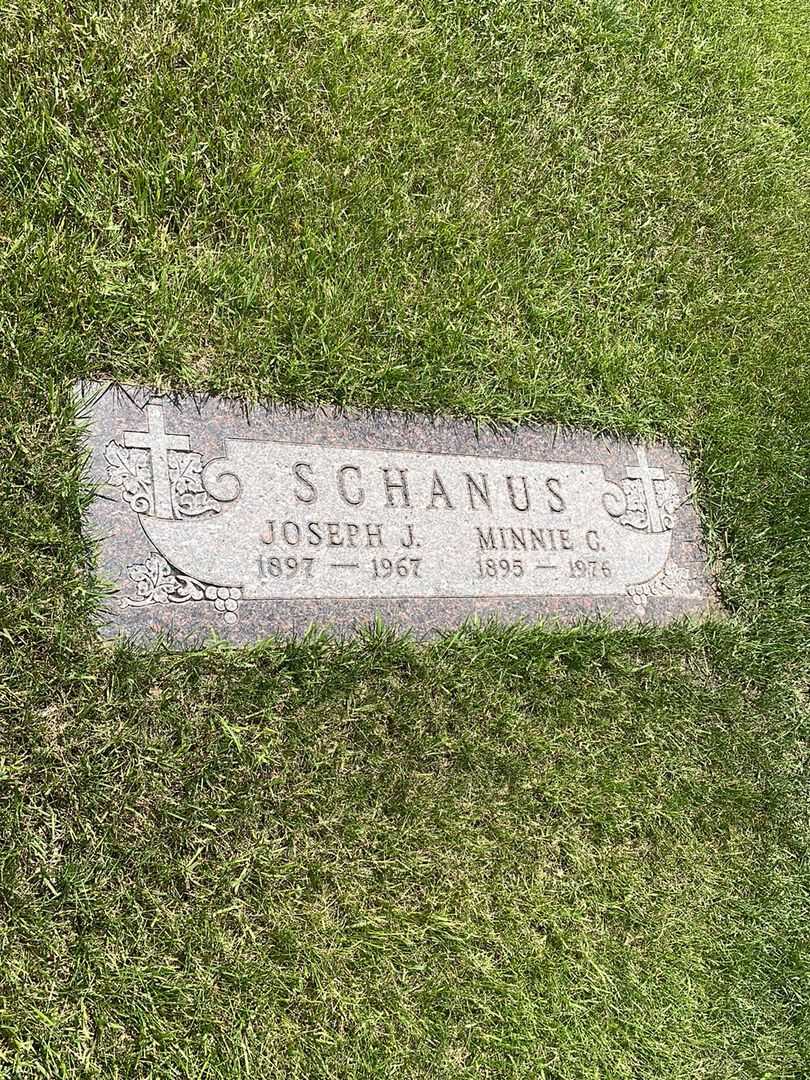 SCHANUS
JOSEPH J. MINNIE C.
1897 — 1967 1895 — 1976